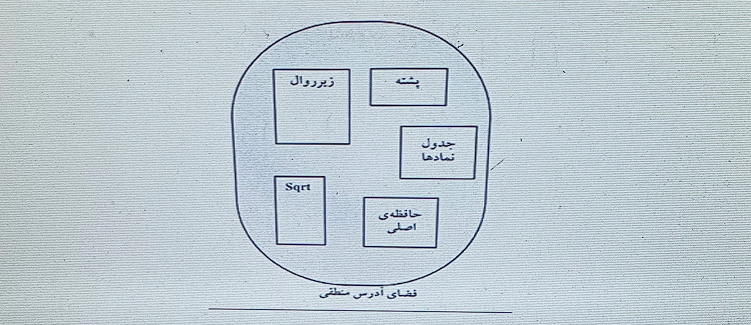 زیرروال
پشته
جدول
نمادها
Sqrt
حافظه‌ی
اصلی
فضای آدرس منطقی